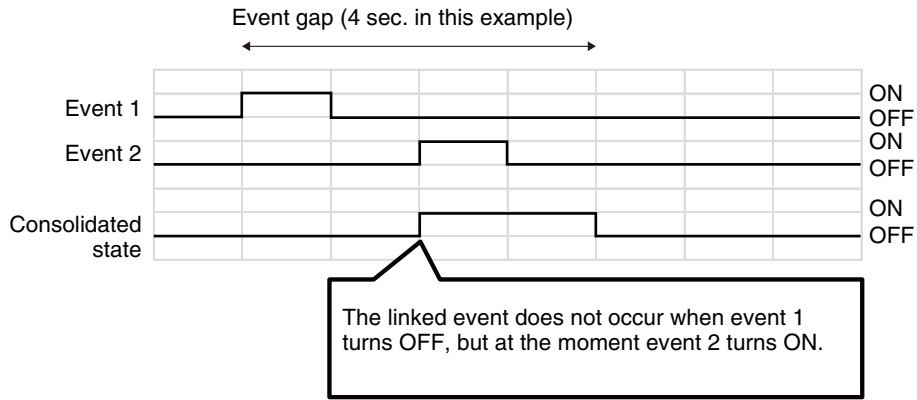 Event gap (4 sec. in this example)
Event 1
ON
OFF
Event 2
ON
OFF
Consolidated
state
ON
OFF
The linked event does not occur when event 1
turns OFF, but at the moment event 2 turns ON.